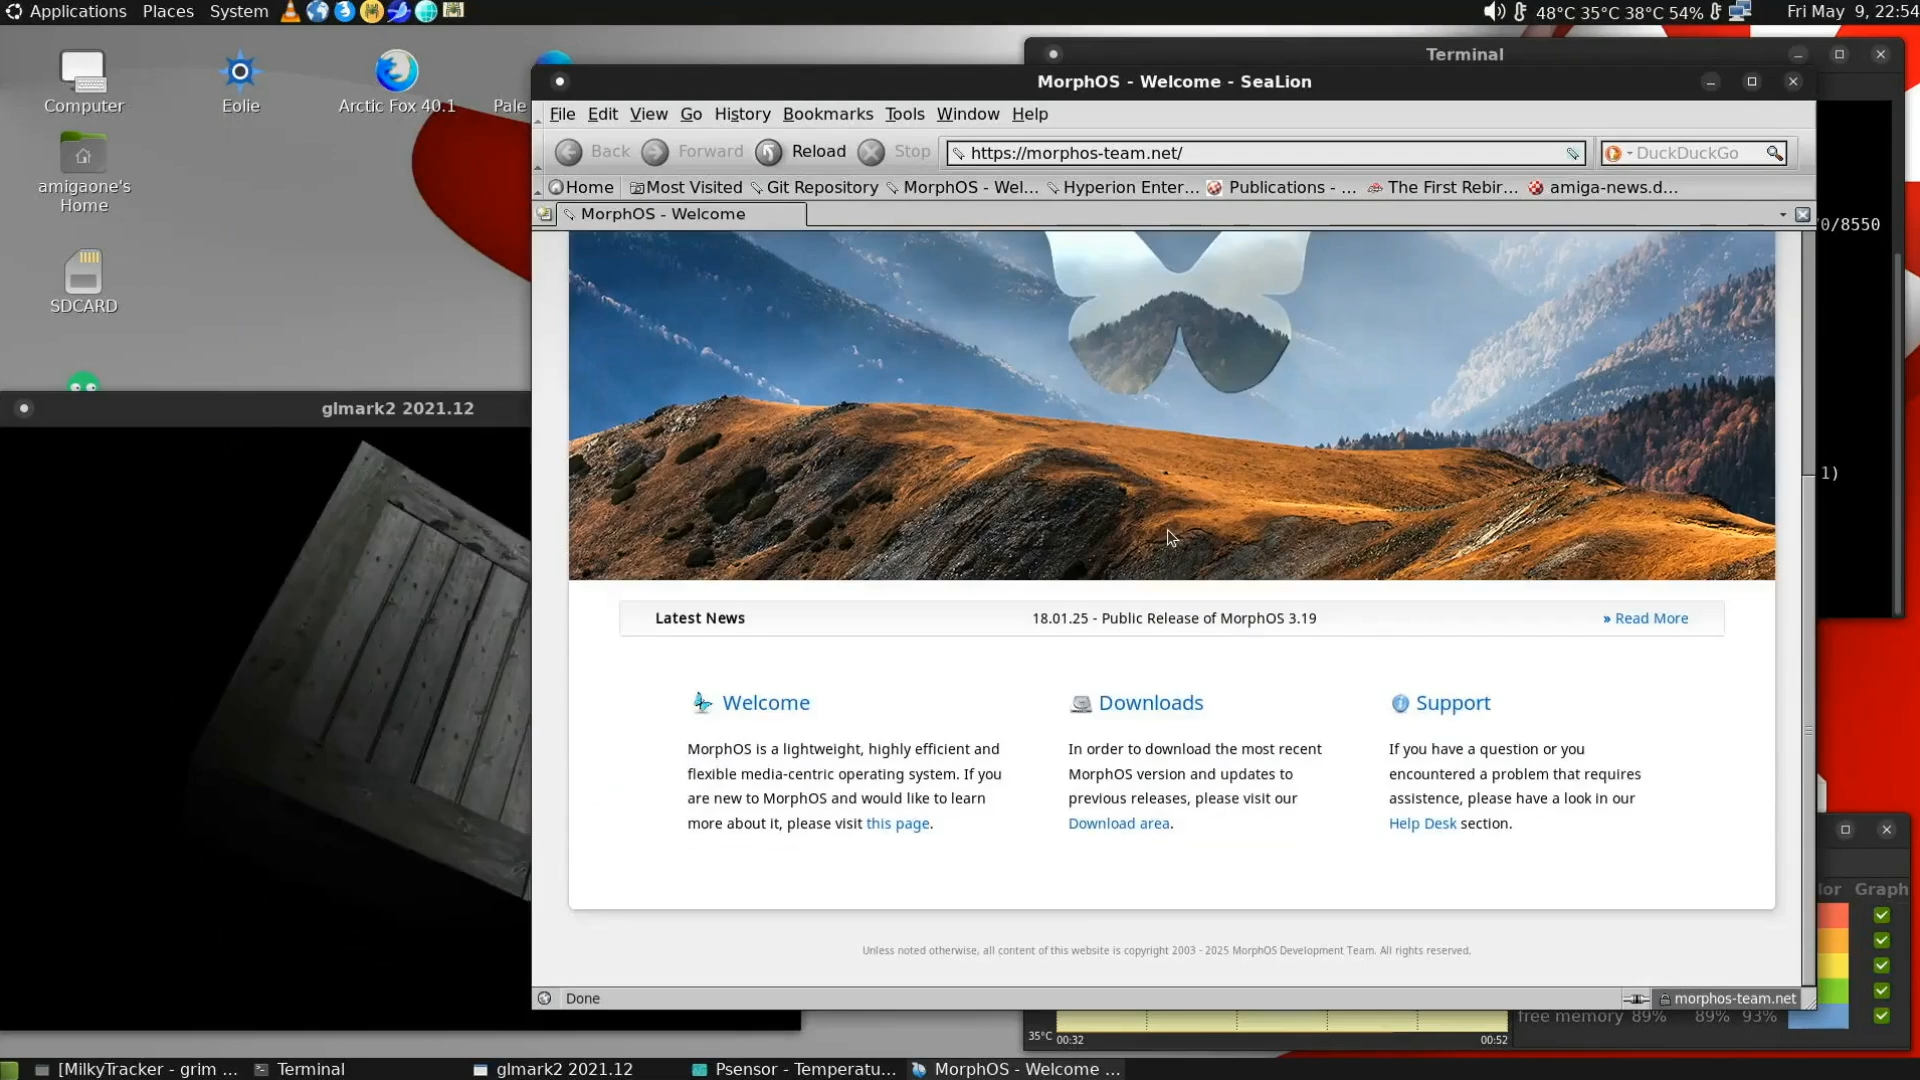 Applications Places System
48°C 35°C 38°C 54%
Fri May 9, 22:54
Computer
Eolie
Arctic Fox 40.1
Pale
amigaone's
Home
SDCARD
glmark2 2021.12
Terminal
0/8550
1)
MorphOS - Welcome - SeaLion
File Edit View Go History Bookmarks Tools Window Help
Back Forward Reload Stop https://morphos-team.net/ DuckDuckGo
Home Most Visited Git Repository MorphOS - Wel... Hyperion Enter... Publications - ... The First Rebir... amiga-news.d...
MorphOS - Welcome
Latest News 18.01.25 - Public Release of MorphOS 3.19 » Read More
Welcome
MorphOS is a lightweight, highly efficient and
flexible media-centric operating system. If you
are new to MorphOS and would like to learn
more about it, please visit this page.
Downloads
In order to download the most recent
MorphOS version and updates to
previous releases, please visit our
Download area.
Support
If you have a question or you
encountered a problem that requires
assistance, please have a look in our
Help Desk section.
Unless noted otherwise, all content of this website is copyright 2003 - 2025 MorphOS Development Team. All rights reserved.
Done
morphos-team.net
lor Graph
free memory 89% 89% 93%
35°C 00:32 00:52
[MilkyTracker - grim ... Terminal glmark2 2021.12 Psensor - Temperatu... MorphOS - Welcome ...